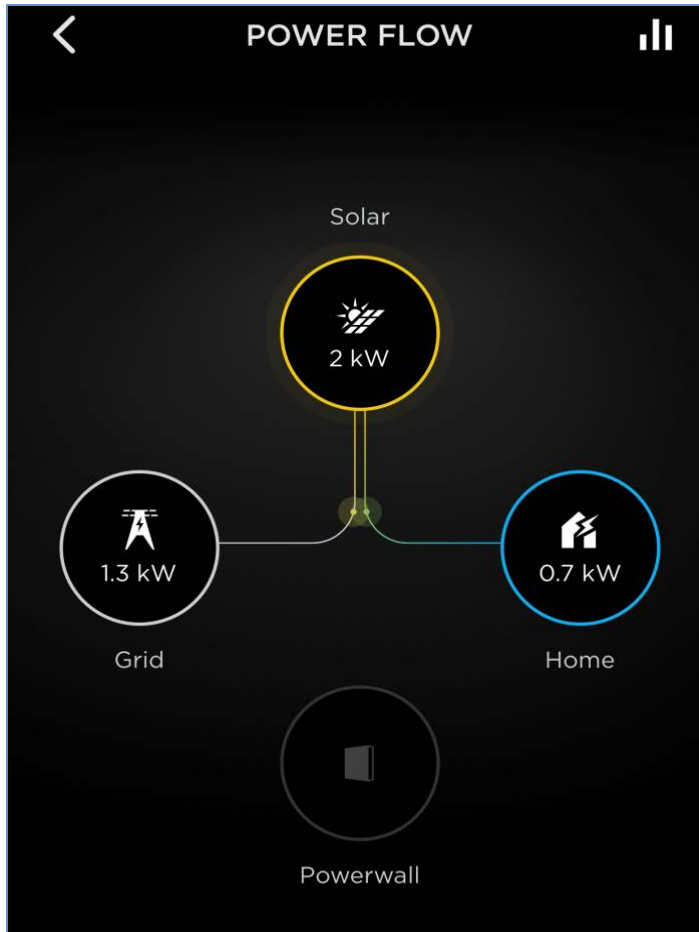 POWER FLOW
Solar
2 kW
1.3 kW
0.7 kW
Grid
Home
Powerwall